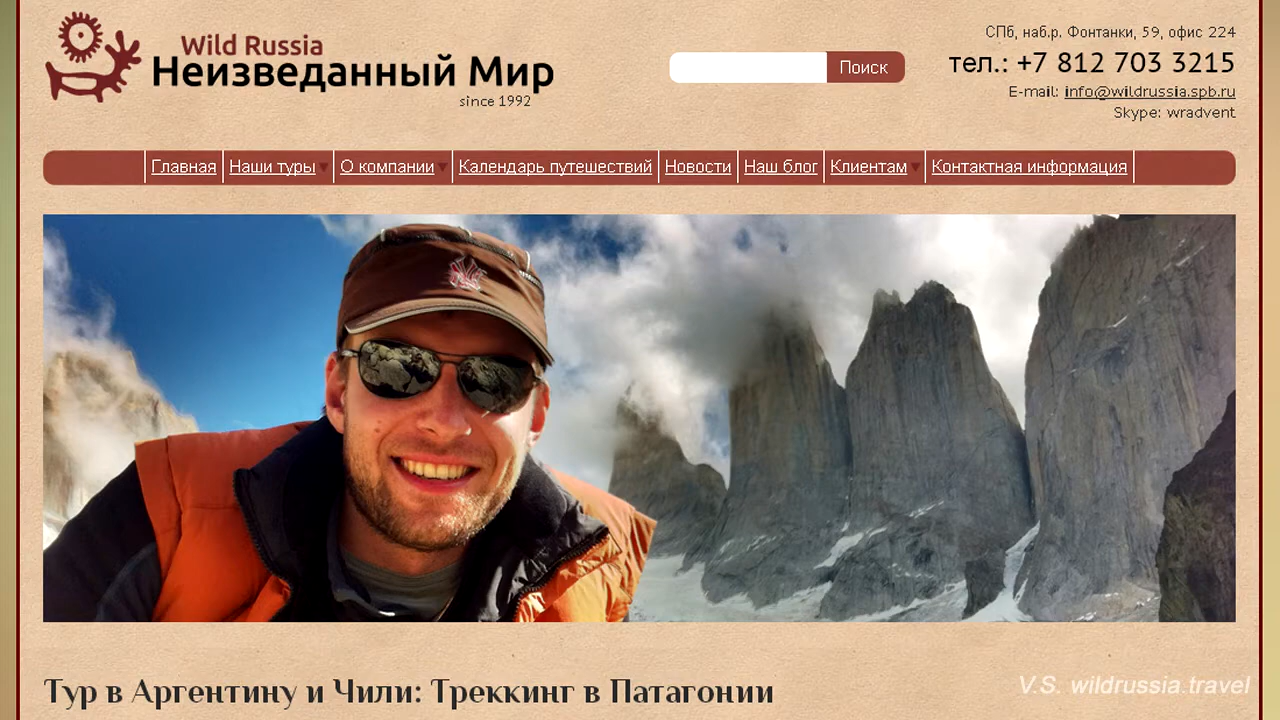 Wild Russia
Неизведанный Мир
since 1992
Поиск
СПб, наб.р. Фонтанки, 59, офис 224
тел.: +7 812 703 3215
E-mail: info@wildrussia.spb.ru
Skype: wradvent
Главная Наши туры О компании Календарь путешествий Новости Наш блог Клиентам Контактная информация
Тур в Аргентину и Чили: Треккинг в Патагонии
V.S. wildrussia.travel